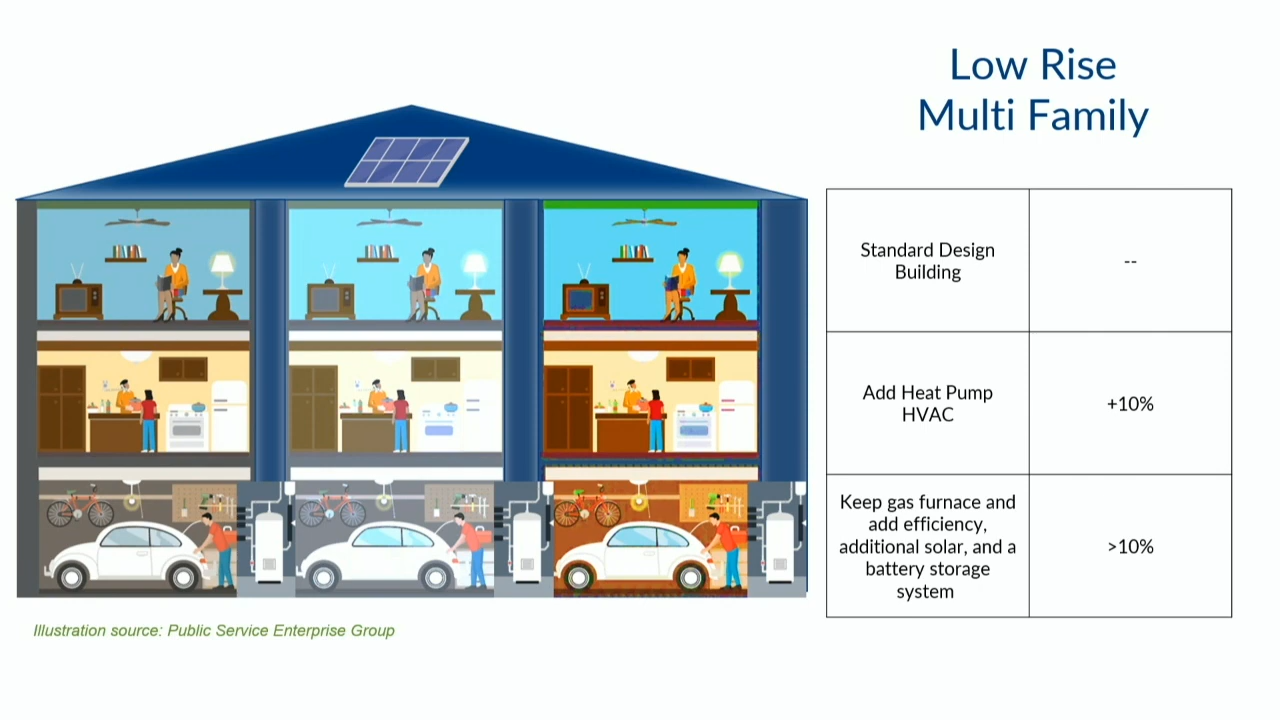 Low Rise
Multi Family
Standard Design
Building
--
Add Heat Pump
HVAC
+10%
Keep gas furnace and
add efficiency,
additional solar, and a
battery storage
system
>10%
Illustration source: Public Service Enterprise Group